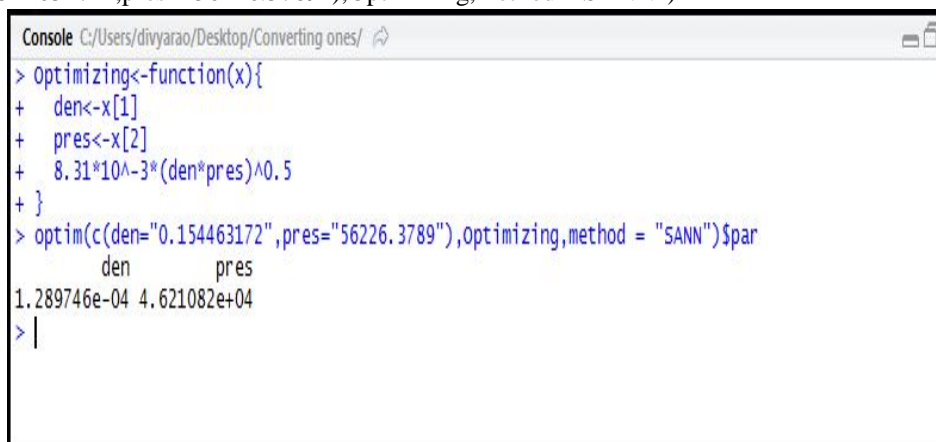 Console C:/Users/divyarao/Desktop/Converting ones/
> Optimizing<-function(x){
+ den<-x[1]
+ pres<-x[2]
+ 8.31*10^-3*(den*pres)^0.5
+ }
> optim(c(den="0.154463172",pres="56226.3789"),Optimizing,method = "SANN")$par
den pres
1.289746e-04 4.621082e+04
>